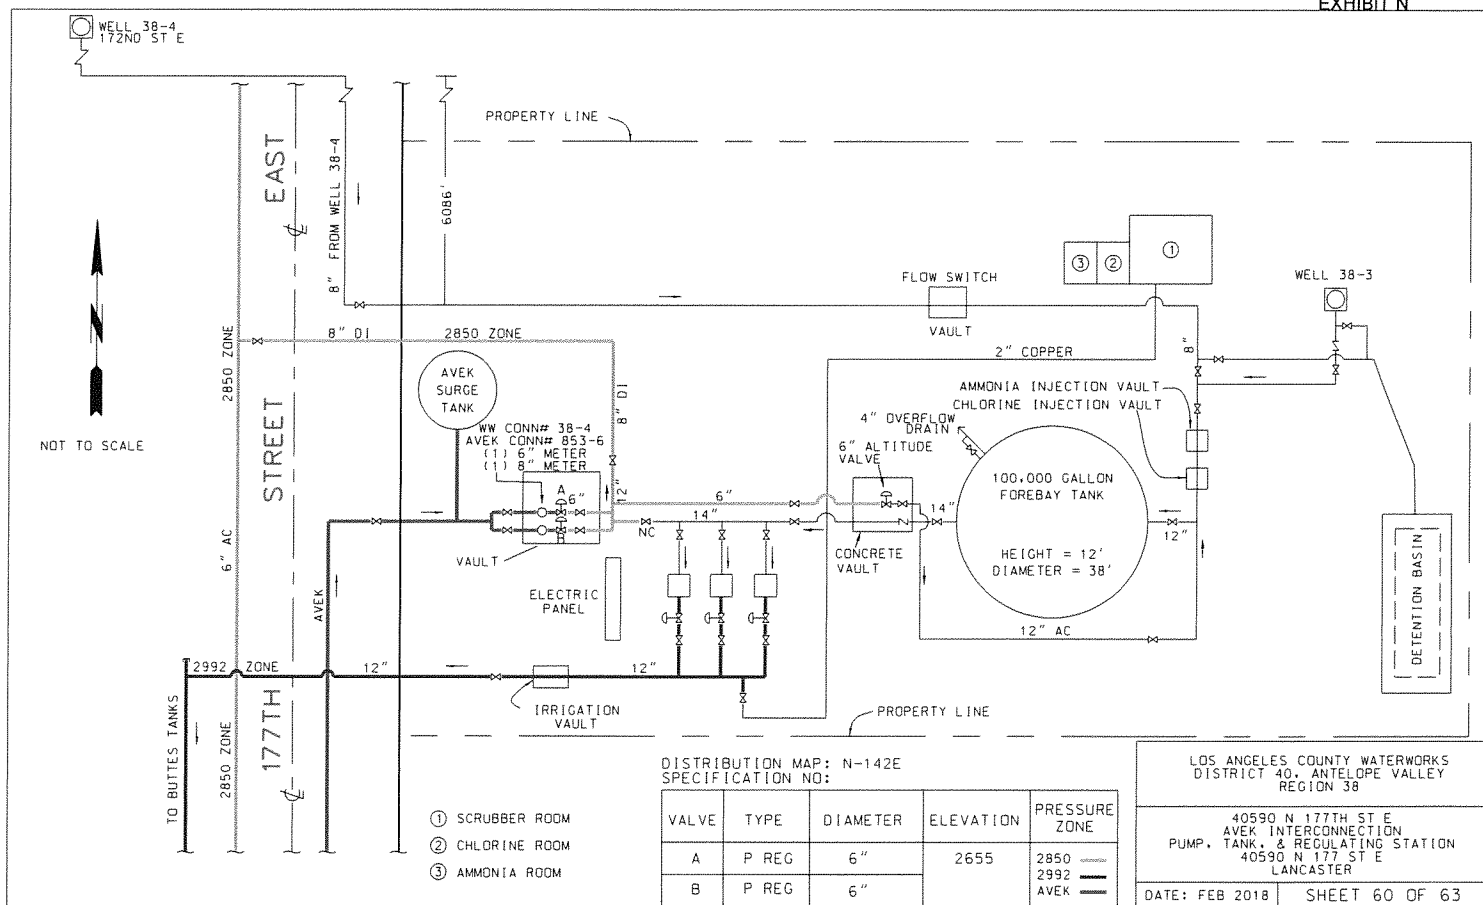 EXHIBIT N
WELL 38-4
172ND ST E
PROPERTY LINE
EAST
8" FROM WELL 38-4
6086'
①
②
③
FLOW SWITCH
VAULT
WELL 38-3
2850 ZONE
8" DI
2850 ZONE
2" COPPER
8"
AVEK
SURGE
TANK
8" DI
AMMONIA INJECTION VAULT
CHLORINE INJECTION VAULT
4" OVERFLOW
DRAIN
6" ALTITUDE
VALVE
N
NOT TO SCALE
WW CONN# 38-4
AVEK CONN# 853-6
(1) 6" METER
(1) 8" METER
STREET
A
6"
12"
6"
14"
NC
B
VAULT
14"
100,000 GALLON
FOREBAY TANK
HEIGHT = 12'
DIAMETER = 38'
12"
CONCRETE
VAULT
6" AC
AVEK
ELECTRIC
PANEL
12" AC
DETENTION BASIN
2992 ZONE
12"
12"
IRRIGATION
VAULT
PROPERTY LINE
TO BUTTES TANKS
2850 ZONE
177TH
① SCRUBBER ROOM
② CHLORINE ROOM
③ AMMONIA ROOM
DISTRIBUTION MAP: N-142E
SPECIFICATION NO:
VALVE TYPE DIAMETER ELEVATION PRESSURE ZONE
A P REG 6" 2655 2850
2992
B P REG 6" AVEK
LOS ANGELES COUNTY WATERWORKS
DISTRICT 40, ANTELOPE VALLEY
REGION 38
40590 N 177TH ST E
AVEK INTERCONNECTION
PUMP, TANK, & REGULATING STATION
40590 N 177 ST E
LANCASTER
DATE: FEB 2018 SHEET 60 OF 63